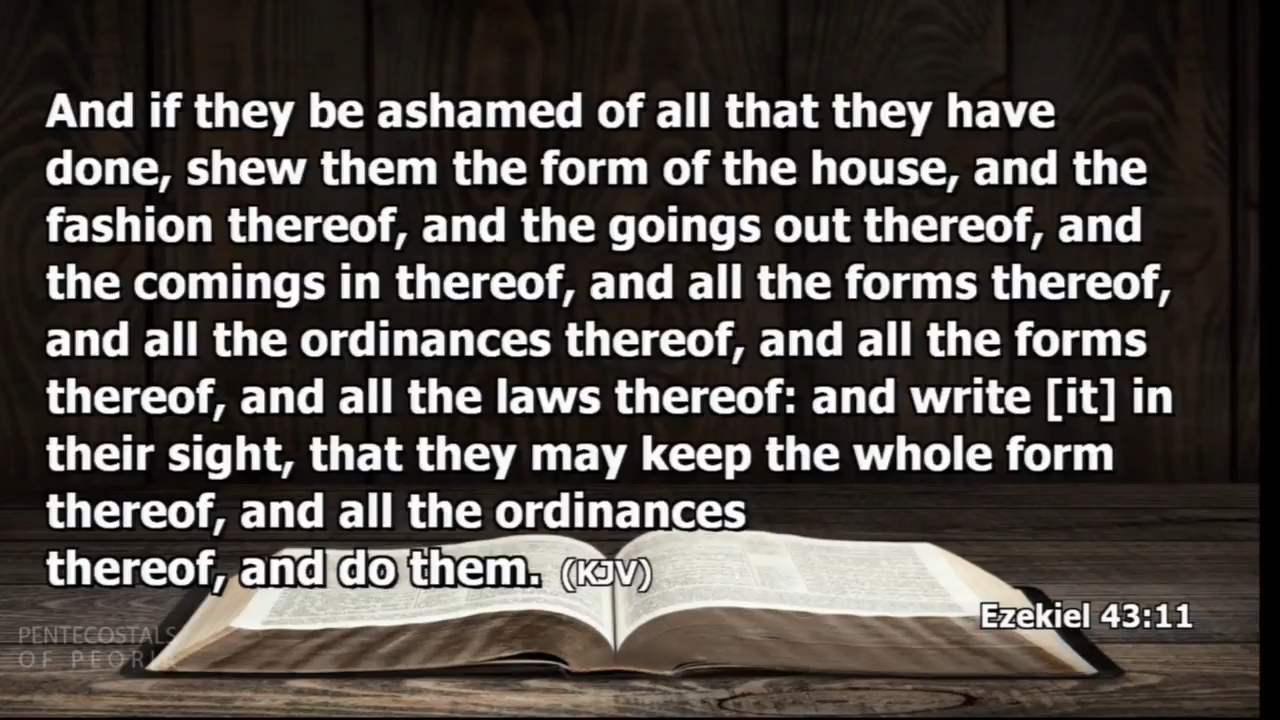 And if they be ashamed of all that they have
done, shew them the form of the house, and the
fashion thereof, and the goings out thereof, and
the comings in thereof, and all the forms thereof,
and all the ordinances thereof, and all the forms
thereof, and all the laws thereof: and write [it] in
their sight, that they may keep the whole form
thereof, and all the ordinances
thereof, and do them. (KJV)
Ezekiel 43:11
PENTECOSTALS
OF PEORIA